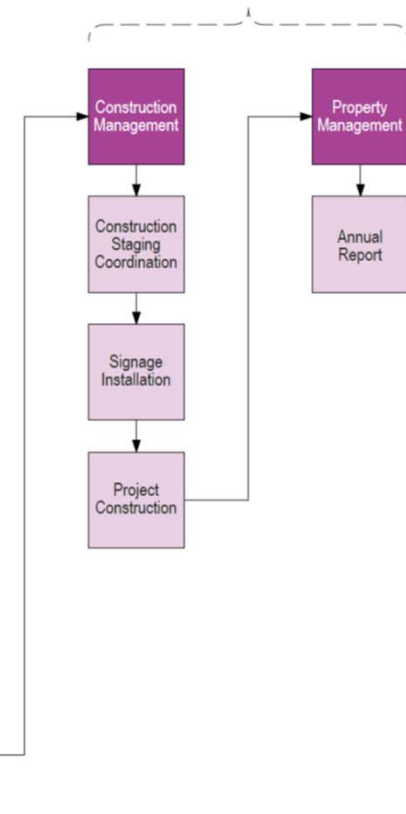 Construction
Management
Construction
Staging
Coordination
Signage
Installation
Project
Construction
Property
Management
Annual
Report